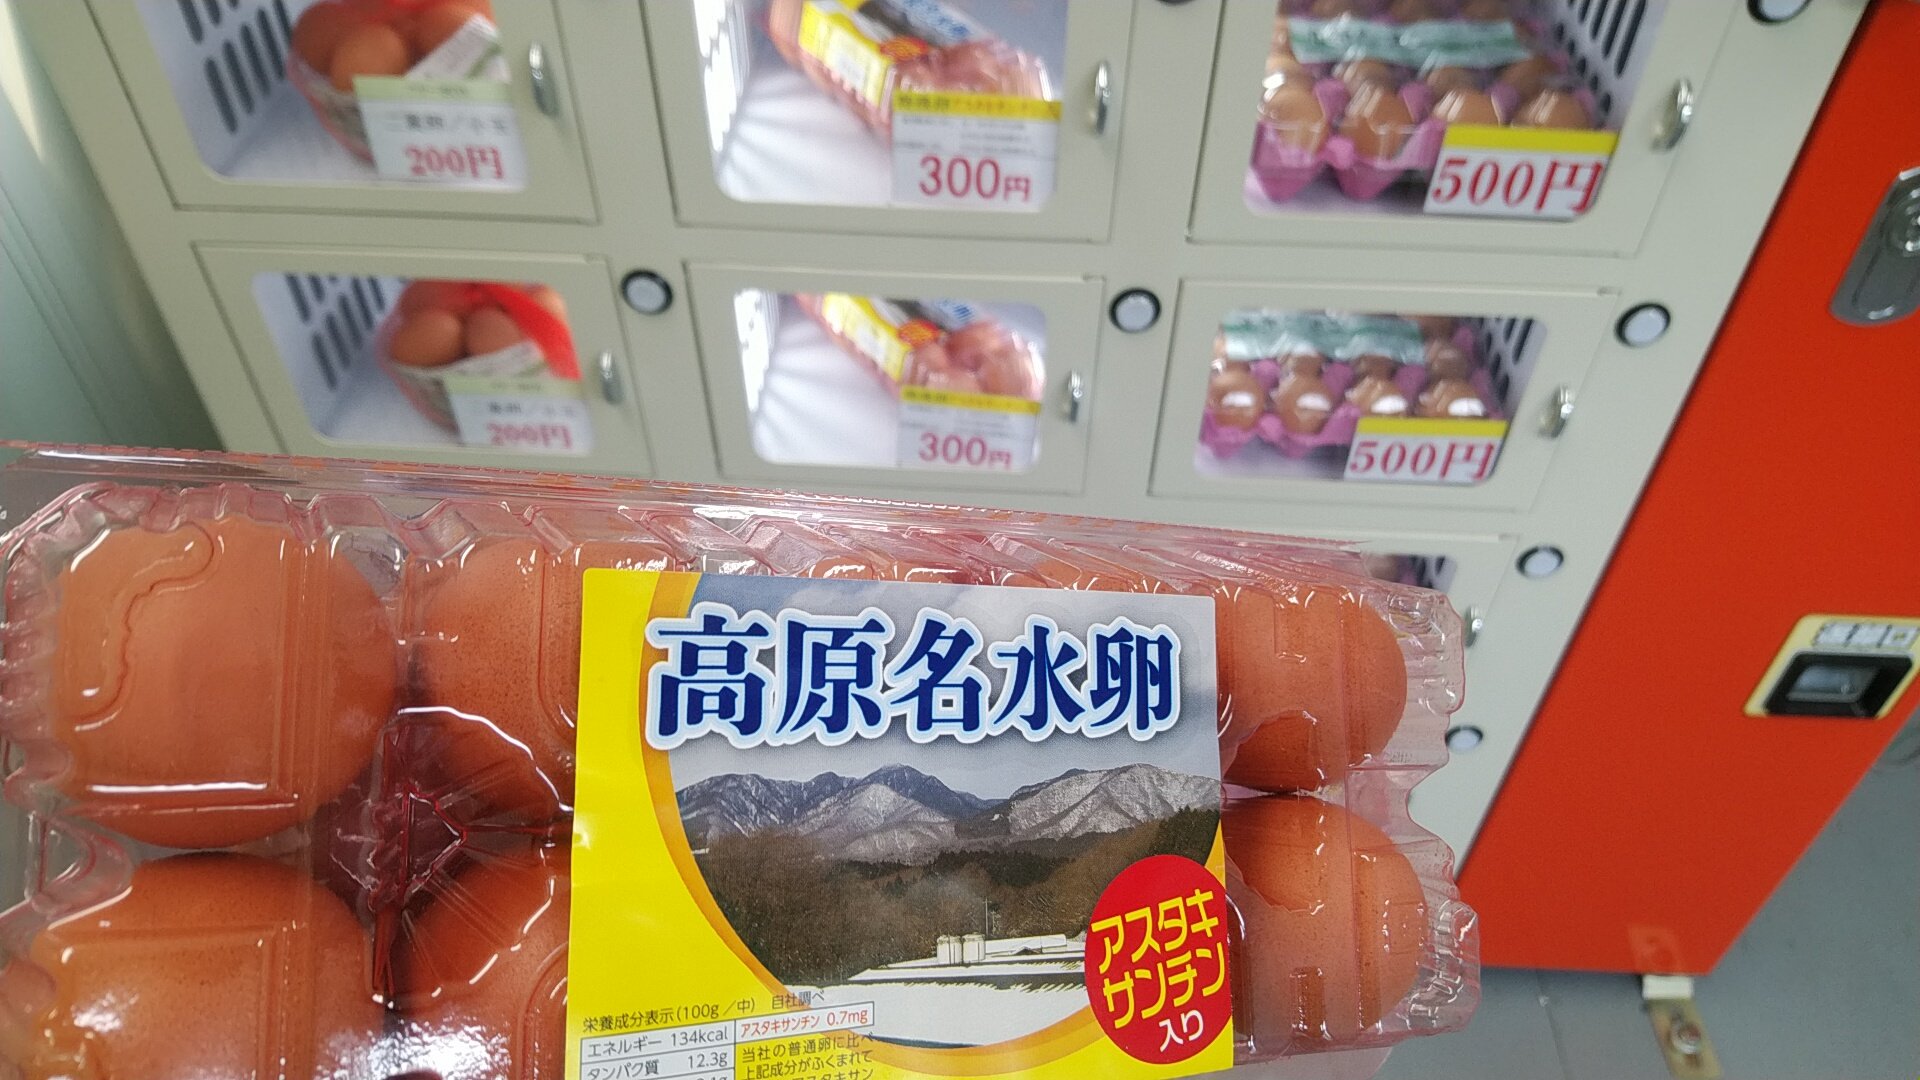 200円
300円
500円
200円
300円
500円
高原名水卵
アスタキ
サンチン
入り
栄養成分表示(100g/中) 自社調べ
エネルギー 134kcal
タンパク質 12.3g
アスタキサンチン 0.7mg
当社の普通卵に比べ
上記成分がふくまれて